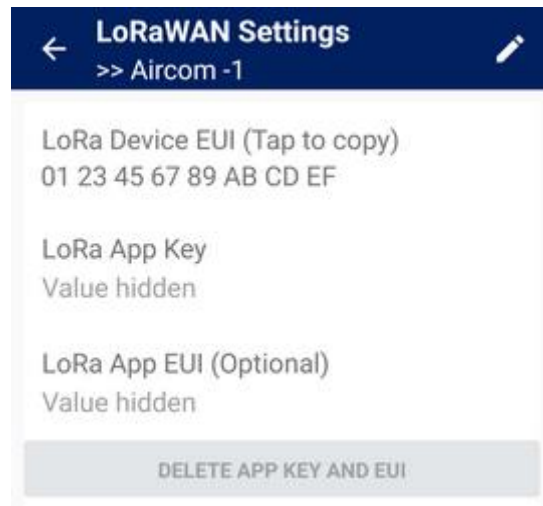 LoRaWAN Settings
>> Aircom -1
LoRa Device EUI (Tap to copy)
01 23 45 67 89 AB CD EF
LoRa App Key
Value hidden
LoRa App EUI (Optional)
Value hidden
DELETE APP KEY AND EUI